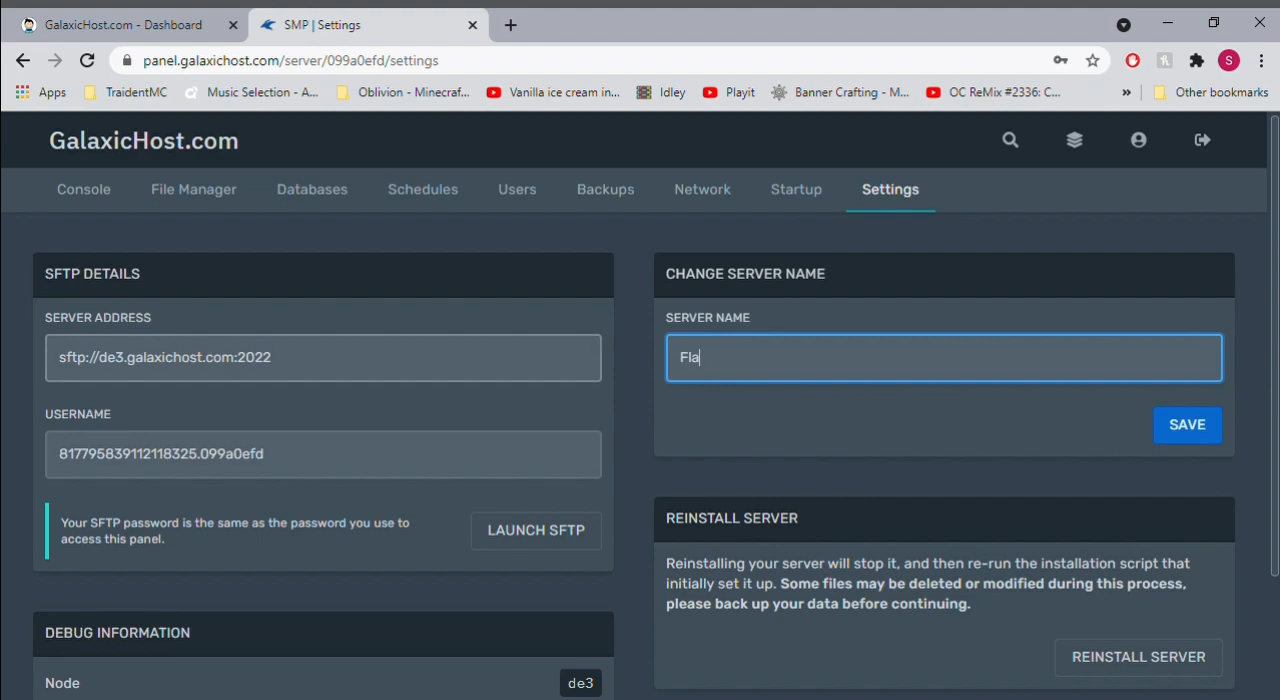 GalaxicHost.com - Dashboard
SMP | Settings
panel.galaxichost.com/server/099a0efd/settings
S
Apps
TraidentMC
Music Selection - A...
Oblivion - Minecraf...
Vanilla ice cream in...
Idley
Playit
Banner Crafting - M...
OC ReMix #2336: C...
»
Other bookmarks
GalaxicHost.com
Console
File Manager
Databases
Schedules
Users
Backups
Network
Startup
Settings
SFTP DETAILS
SERVER ADDRESS
sftp://de3.galaxichost.com:2022
USERNAME
817795839112118325.099a0efd
Your SFTP password is the same as the password you use to
access this panel.
LAUNCH SFTP
DEBUG INFORMATION
Node
de3
CHANGE SERVER NAME
SERVER NAME
Fla
SAVE
REINSTALL SERVER
Reinstalling your server will stop it, and then re-run the installation script that
initially set it up. Some files may be deleted or modified during this process,
please back up your data before continuing.
REINSTALL SERVER